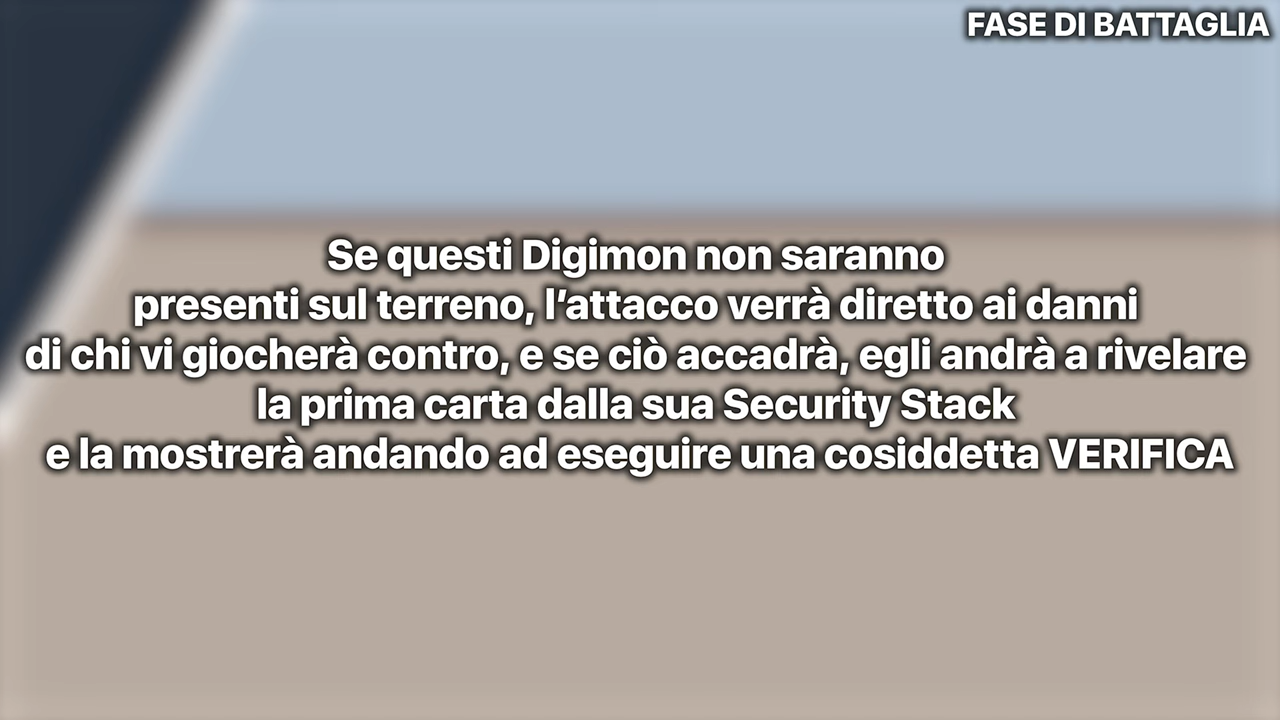 FASE DI BATTAGLIA
Se questi Digimon non saranno
presenti sul terreno, l'attacco verrà diretto ai danni
di chi vi giocherà contro, e se ciò accadrà, egli andrà a rivelare
la prima carta dalla sua Security Stack
e la mostrerà andando ad eseguire una cosiddetta VERIFICA